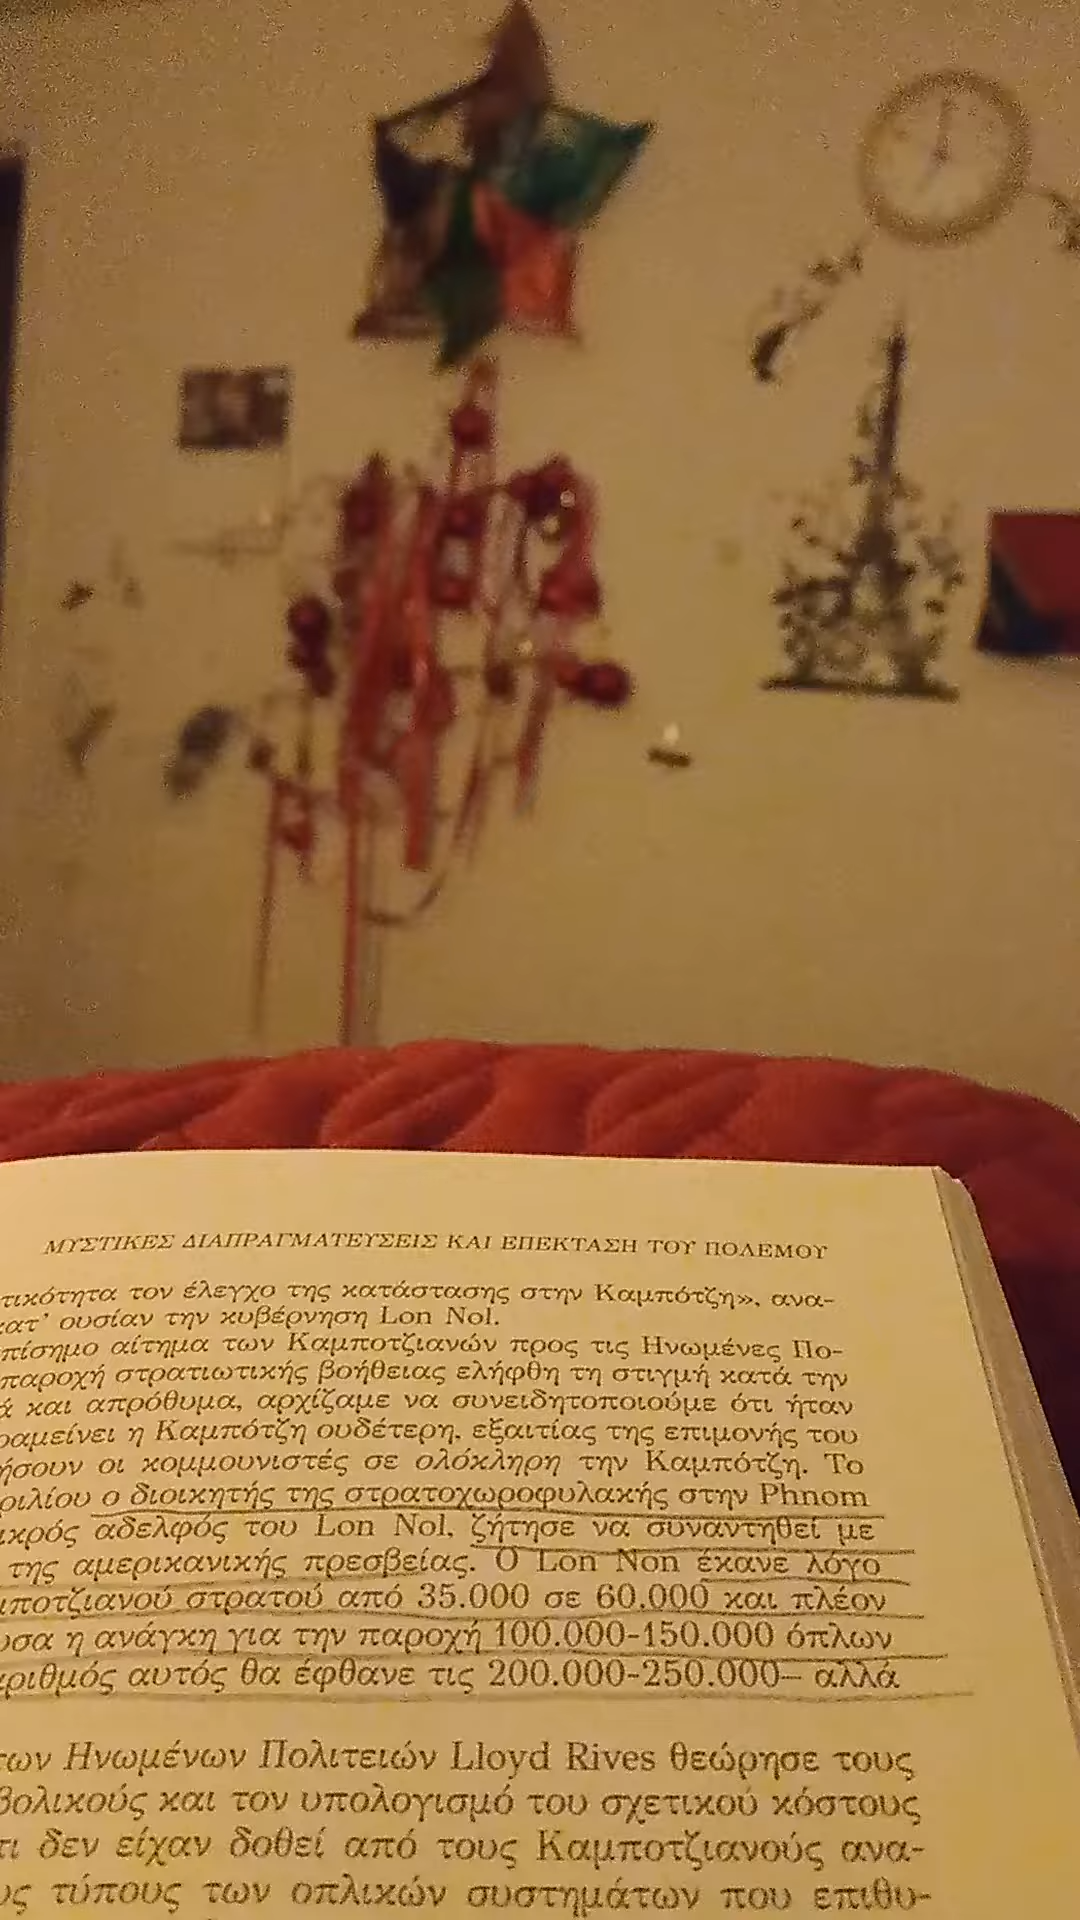 ΜΥΣΤΙΚΕΣ ΔΙΑΠΡΑΓΜΑΤΕΥΣΕΙΣ ΚΑΙ ΕΠΕΚΤΑΣΗ ΤΟΥ ΠΟΛΕΜΟΥ
τικότητα τον έλεγχο της κατάστασης στην Καμπότζη», ανα-
κατ' ουσίαν την κυβέρνηση Lon Nol.
πίσημο αίτημα των Καμποτζιανών προς τις Ηνωμένες Πο-
παροχή στρατιωτικής βοήθειας ελήφθη τη στιγμή κατά την
ά και απρόθυμα, αρχίζαμε να συνειδητοποιούμε ότι ήταν
ραμείνει η Καμπότζη ουδέτερη, εξαιτίας της επιμονής του
ήσουν οι κομμουνιστές σε ολόκληρη την Καμπότζη. Το
ριλίου ο διοικητής της στρατοχωροφυλακής στην Phnom
ικρός αδελφός του Lon Nol, ζήτησε να συναντηθεί με
της αμερικανικής πρεσβείας. Ο Lon Non έκανε λόγο
μποτζιανού στρατού από 35.000 σε 60.000 και πλέον
υσα η ανάγκη για την παροχή 100.000-150.000 όπλων
αριθμός αυτός θα έφθανε τις 200.000-250.000– αλλά
των Ηνωμένων Πολιτειών Lloyd Rives θεώρησε τους
βολικούς και τον υπολογισμό του σχετικού κόστους
τι δεν είχαν δοθεί από τους Καμποτζιανούς ανα-
υς τύπους των οπλικών συστημάτων που επιθυ-